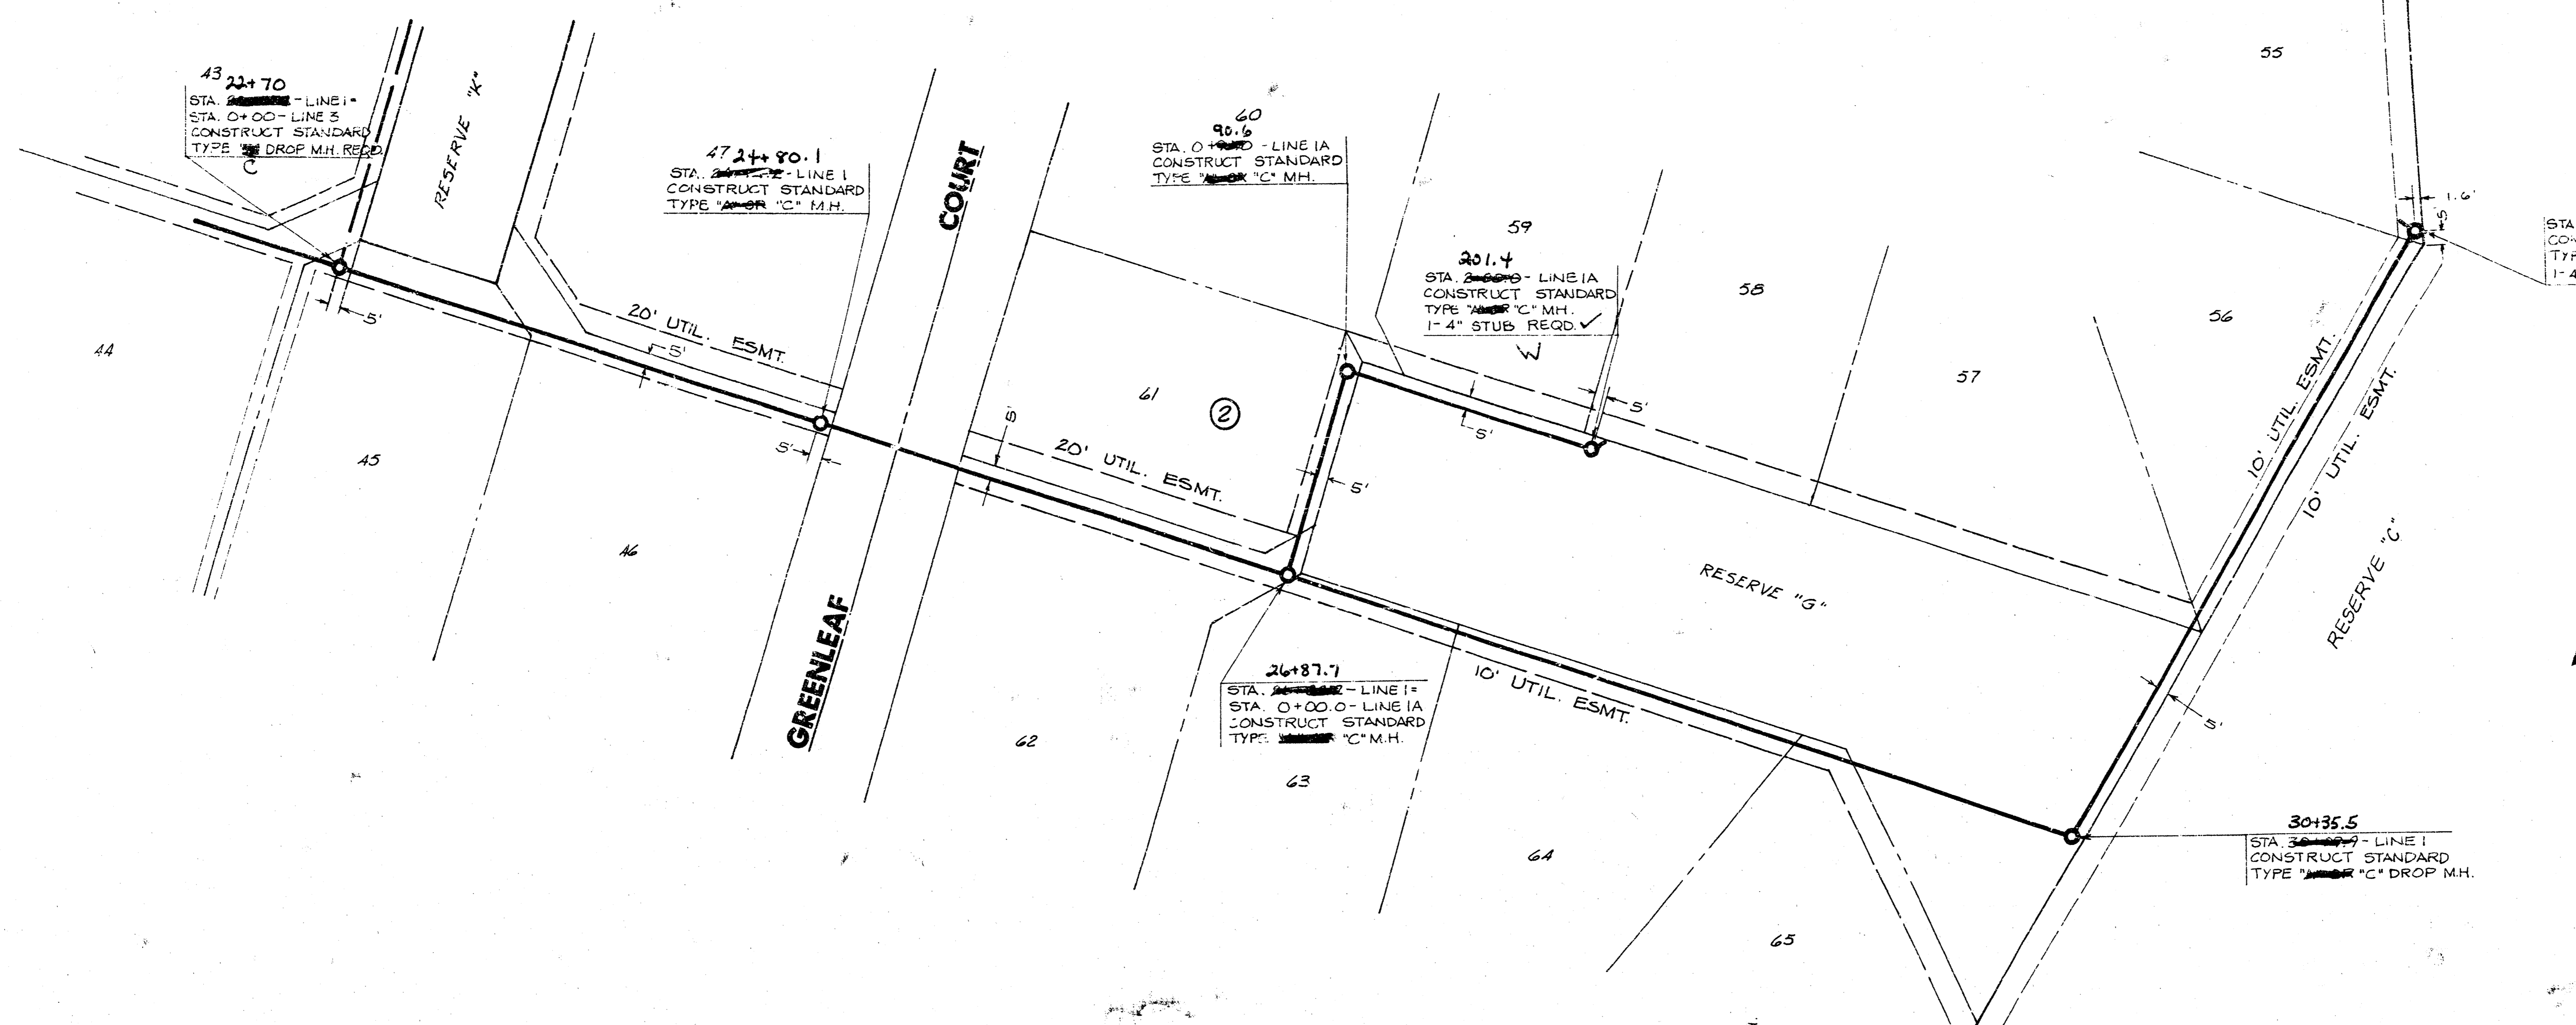 43
22+70
STA. - LINE 1 =
STA. 0+00 - LINE 3
CONSTRUCT STANDARD
TYPE DROP M.H. REQD.
C
RESERVE "K"
47
24+80.1
STA. - LINE 1
CONSTRUCT STANDARD
TYPE "A" OR "C" M.H.
COURT
60
90.6
STA. 0+ - LINE 1A
CONSTRUCT STANDARD
TYPE "C" MH.
59
201.4
STA. - LINE 1A
CONSTRUCT STANDARD
TYPE "C" MH.
1-4" STUB REQD. ✓
W
55
1.6'
5'
STA
1-4
58
56
57
44
5'
20' UTIL. ESMT.
5'
45
46
5'
5'
20' UTIL. ESMT.
61
2
5'
5'
5'
10' UTIL. ESMT.
10' UTIL. ESMT.
RESERVE "C"
RESERVE "G"
GREENLEAF
62
26+87.7
STA. - LINE 1 =
STA. 0+00.0 - LINE 1A
CONSTRUCT STANDARD
TYPE "C" M.H.
63
10' UTIL. ESMT.
5'
64
65
30+35.5
STA. - LINE 1
CONSTRUCT STANDARD
TYPE "C" DROP M.H.